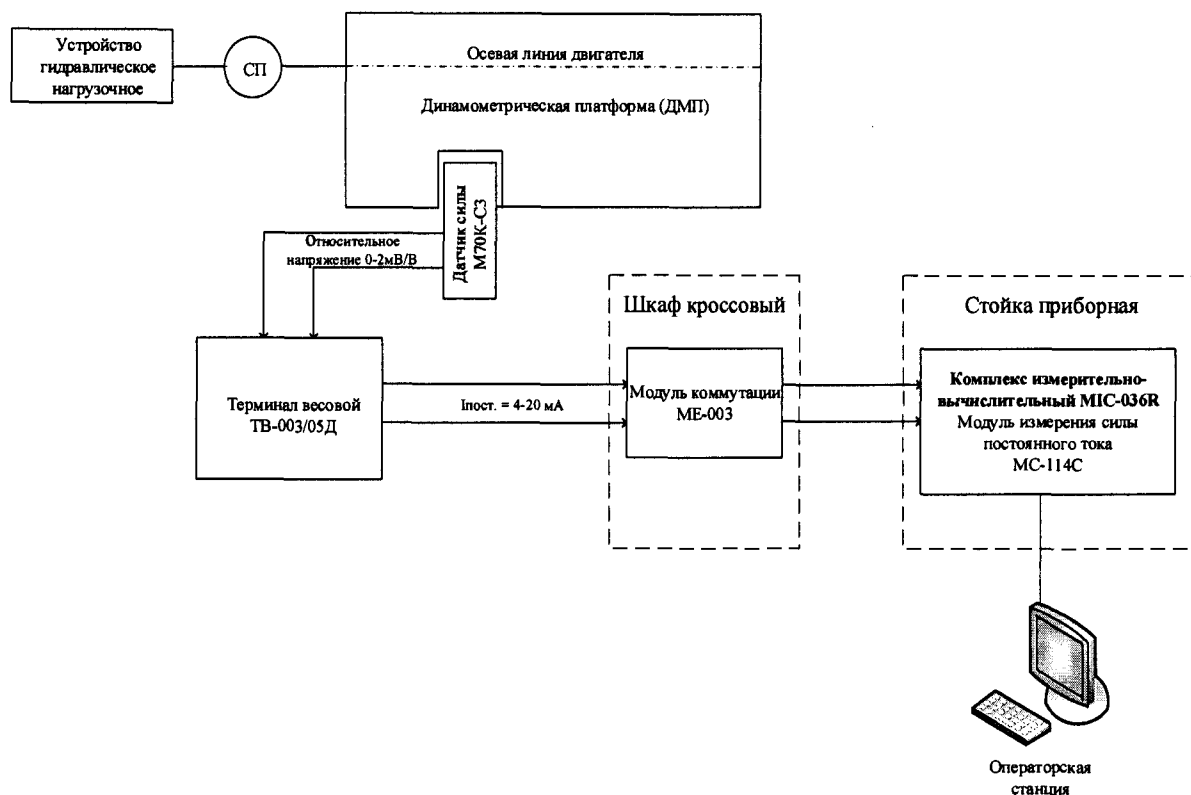 Устройство
гидравлическое
нагрузочное
СП
Осевая линия двигателя
Динамометрическая платформа (ДМП)
Датчик силы
М70К-С3
Относительное
напряжение 0-2мВ/В
Терминал весовой
ТВ-003/05Д
Iпост. = 4-20 мА
Шкаф кроссовый
Модуль коммутации
МЕ-003
Стойка приборная
Комплекс измерительно-
вычислительный MIC-036R
Модуль измерения силы
постоянного тока
МС-114С
Операторская
станция